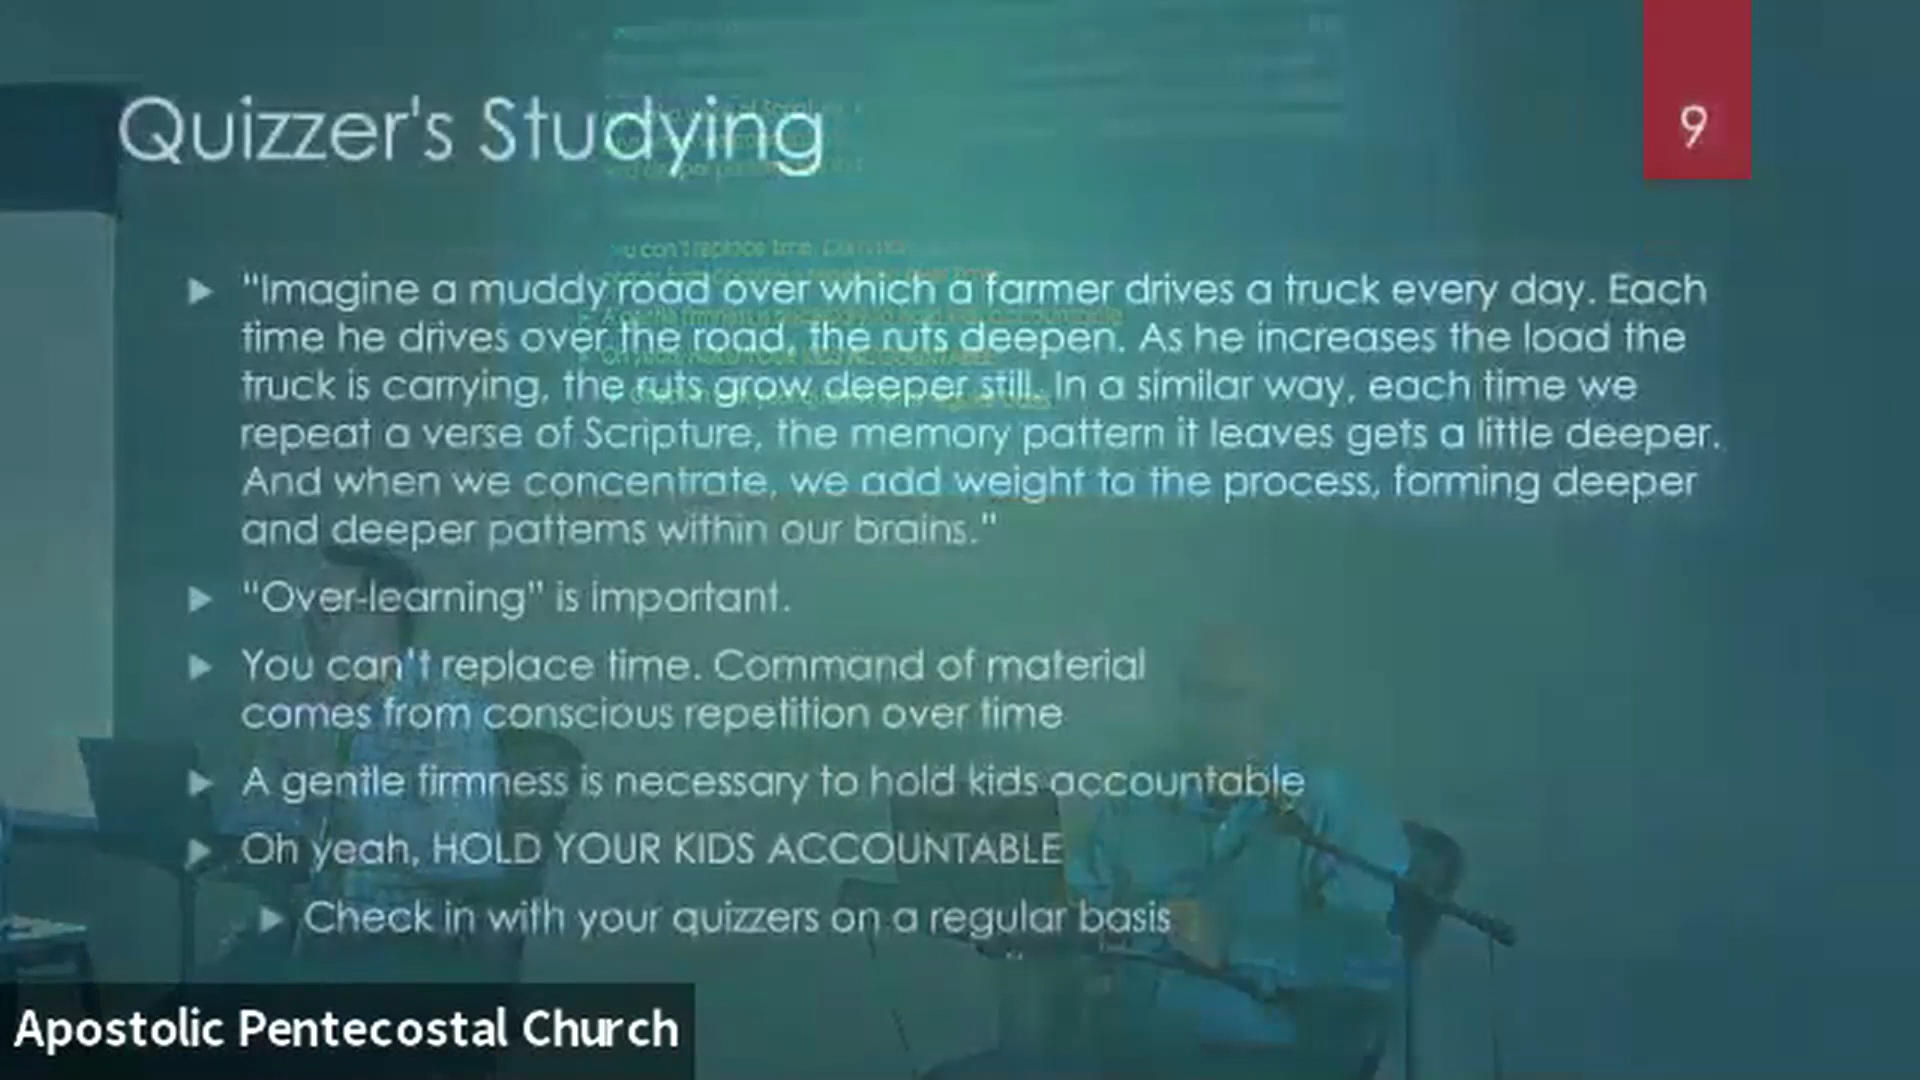 Quizzer's Studying
9
"Imagine a muddy road over which a farmer drives a truck every day. Each
time he drives over the road, the ruts deepen. As he increases the load the
truck is carrying, the ruts grow deeper still. In a similar way, each time we
repeat a verse of Scripture, the memory pattern it leaves gets a little deeper.
And when we concentrate, we add weight to the process, forming deeper
and deeper patterns within our brains."
"Over-learning" is important.
You can't replace time. Command of material
comes from conscious repetition over time
A gentle firmness is necessary to hold kids accountable
Oh yeah, HOLD YOUR KIDS ACCOUNTABLE
Check in with your quizzers on a regular basis
Apostolic Pentecostal Church